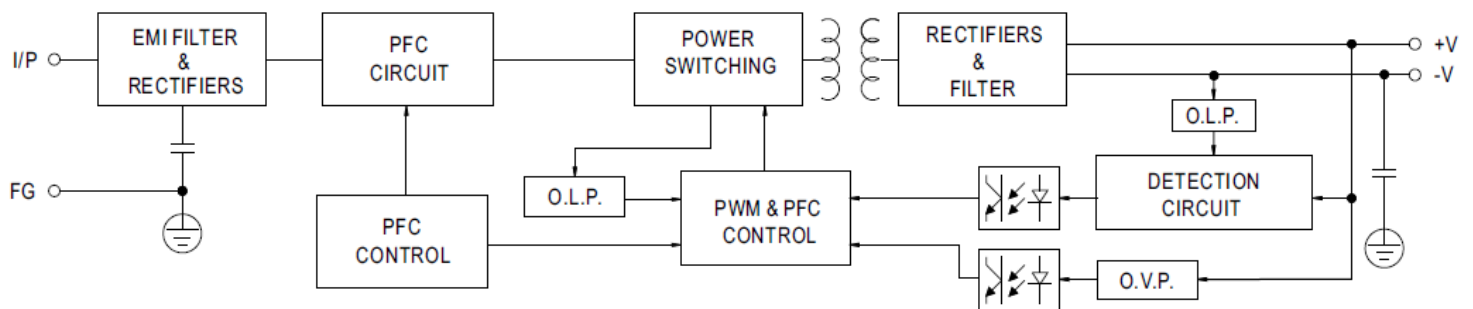 I/P
EMI FILTER
&
RECTIFIERS
PFC
CIRCUIT
POWER
SWITCHING
RECTIFIERS
&
FILTER
+V
-V
O.L.P.
FG
O.L.P.
PFC
CONTROL
PWM & PFC
CONTROL
DETECTION
CIRCUIT
O.V.P.